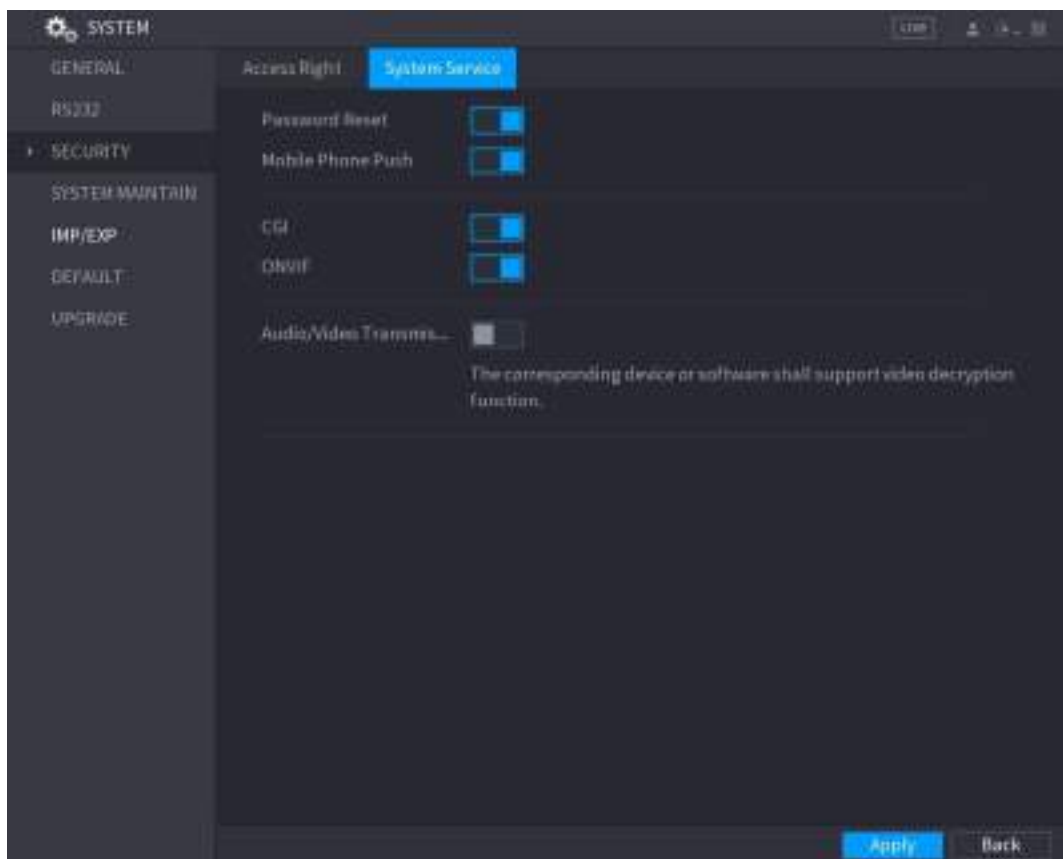 SYSTEM
LIVE
GENERAL
Access Right
System Service
RS232
Password Reset
SECURITY
Mobile Phone Push
SYSTEM MAINTAIN
CGI
IMP/EXP
ONVIF
DEFAULT
UPGRADE
Audio/Video Transmis...
The corresponding device or software shall support video decryption
function.
Apply
Back